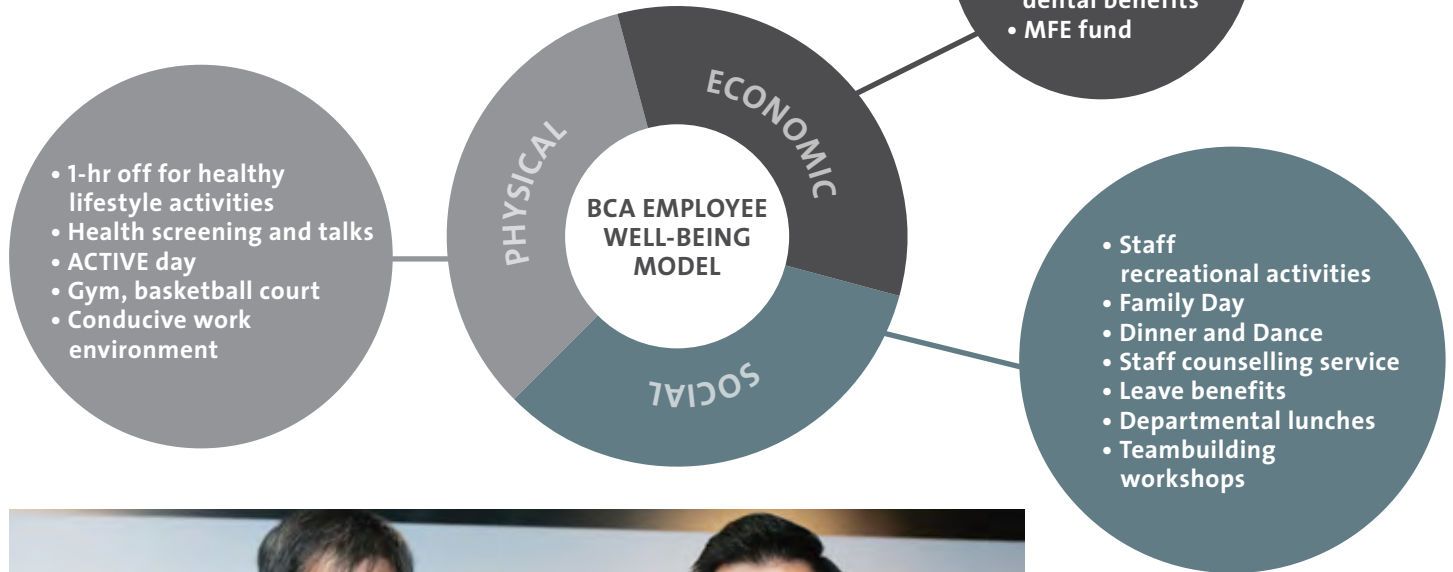 dental benefits
• MFE fund
ECONOMIC
PHYSICAL
SOCIAL
BCA EMPLOYEE
WELL-BEING
MODEL
• 1-hr off for healthy
lifestyle activities
• Health screening and talks
• ACTIVE day
• Gym, basketball court
• Conducive work
environment
• Staff
recreational activities
• Family Day
• Dinner and Dance
• Staff counselling service
• Leave benefits
• Departmental lunches
• Teambuilding
workshops